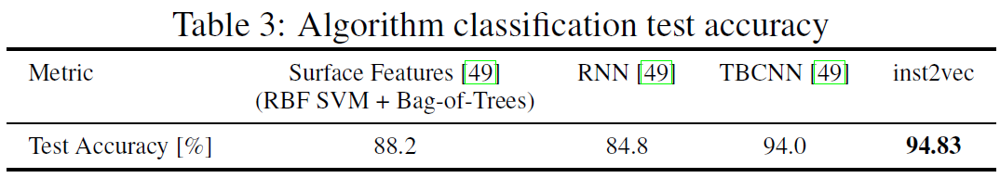 Table 3: Algorithm classification test accuracy
Metric Surface Features [49] RNN [49] TBCNN [49] inst2vec
(RBF SVM + Bag-of-Trees)
Test Accuracy [%] 88.2 84.8 94.0 94.83